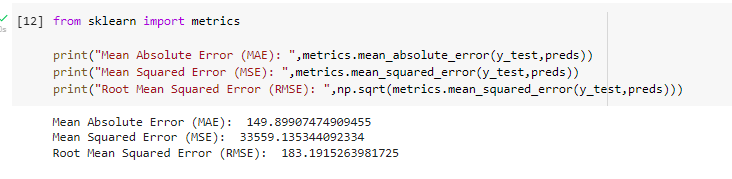 [12] from sklearn import metrics
print("Mean Absolute Error (MAE): ",metrics.mean_absolute_error(y_test,preds))
print("Mean Squared Error (MSE): ",metrics.mean_squared_error(y_test,preds))
print("Root Mean Squared Error (RMSE): ",np.sqrt(metrics.mean_squared_error(y_test,preds)))
Mean Absolute Error (MAE):  149.89907474909455
Mean Squared Error (MSE):  33559.135344092334
Root Mean Squared Error (RMSE):  183.1915263981725